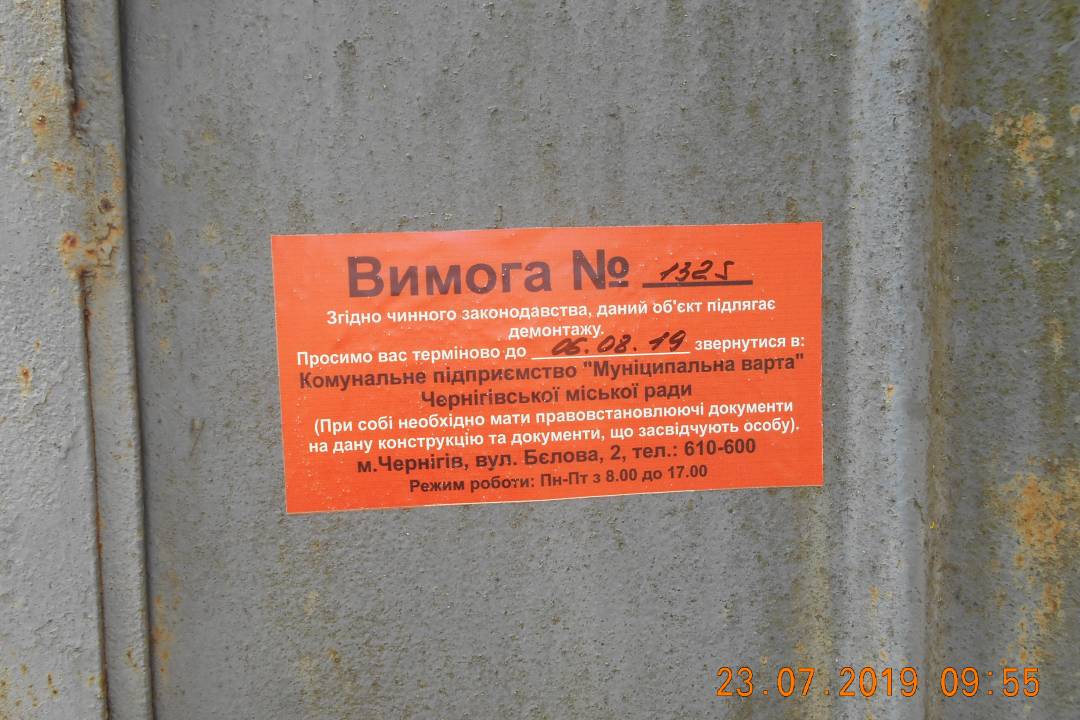 Вимога № 1325
Згідно чинного законодавства, даний об'єкт підлягає
демонтажу.
Просимо вас терміново до 06.08.19 звернутися в:
Комунальне підприємство "Муніципальна варта"
Чернігівської міської ради
(При собі необхідно мати правовстановлюючі документи
на дану конструкцію та документи, що засвідчують особу).
м.Чернігів, вул. Бєлова, 2, тел.: 610-600
Режим роботи: Пн-Пт з 8.00 до 17.00
23.07.2019 09:55